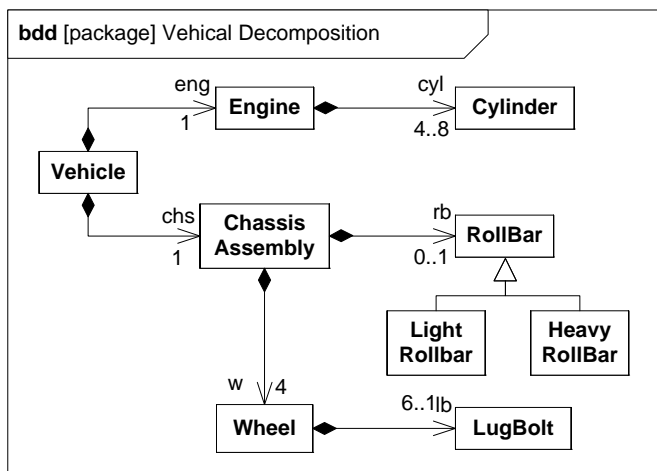 bdd [package] Vehical Decomposition
eng
1
Engine
cyl
4..8
Cylinder
Vehicle
chs
1
Chassis
Assembly
rb
0..1
RollBar
Light
Rollbar
Heavy
RollBar
w
4
Wheel
6..1lb
LugBolt